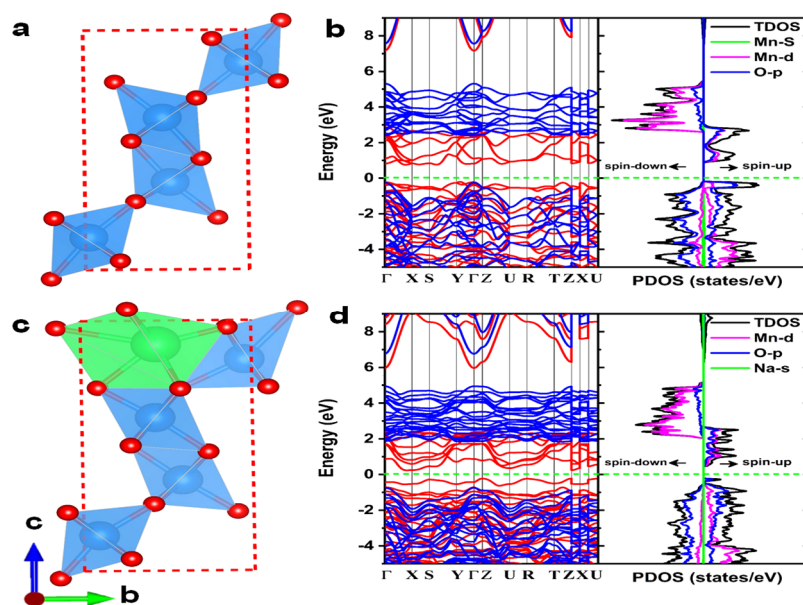 a
b
8
6
4
2
0
-2
-4
Energy (eV)
Γ X S Y Γ Z U R T Z X U
TDOS
Mn-S
Mn-d
O-p
spin-down
spin-up
PDOS (states/eV)
c
c
b
d
8
6
4
2
0
-2
-4
Energy (eV)
Γ X S Y Γ Z U R T Z X U
TDOS
Mn-d
O-p
Na-s
spin-down
spin-up
PDOS (states/eV)